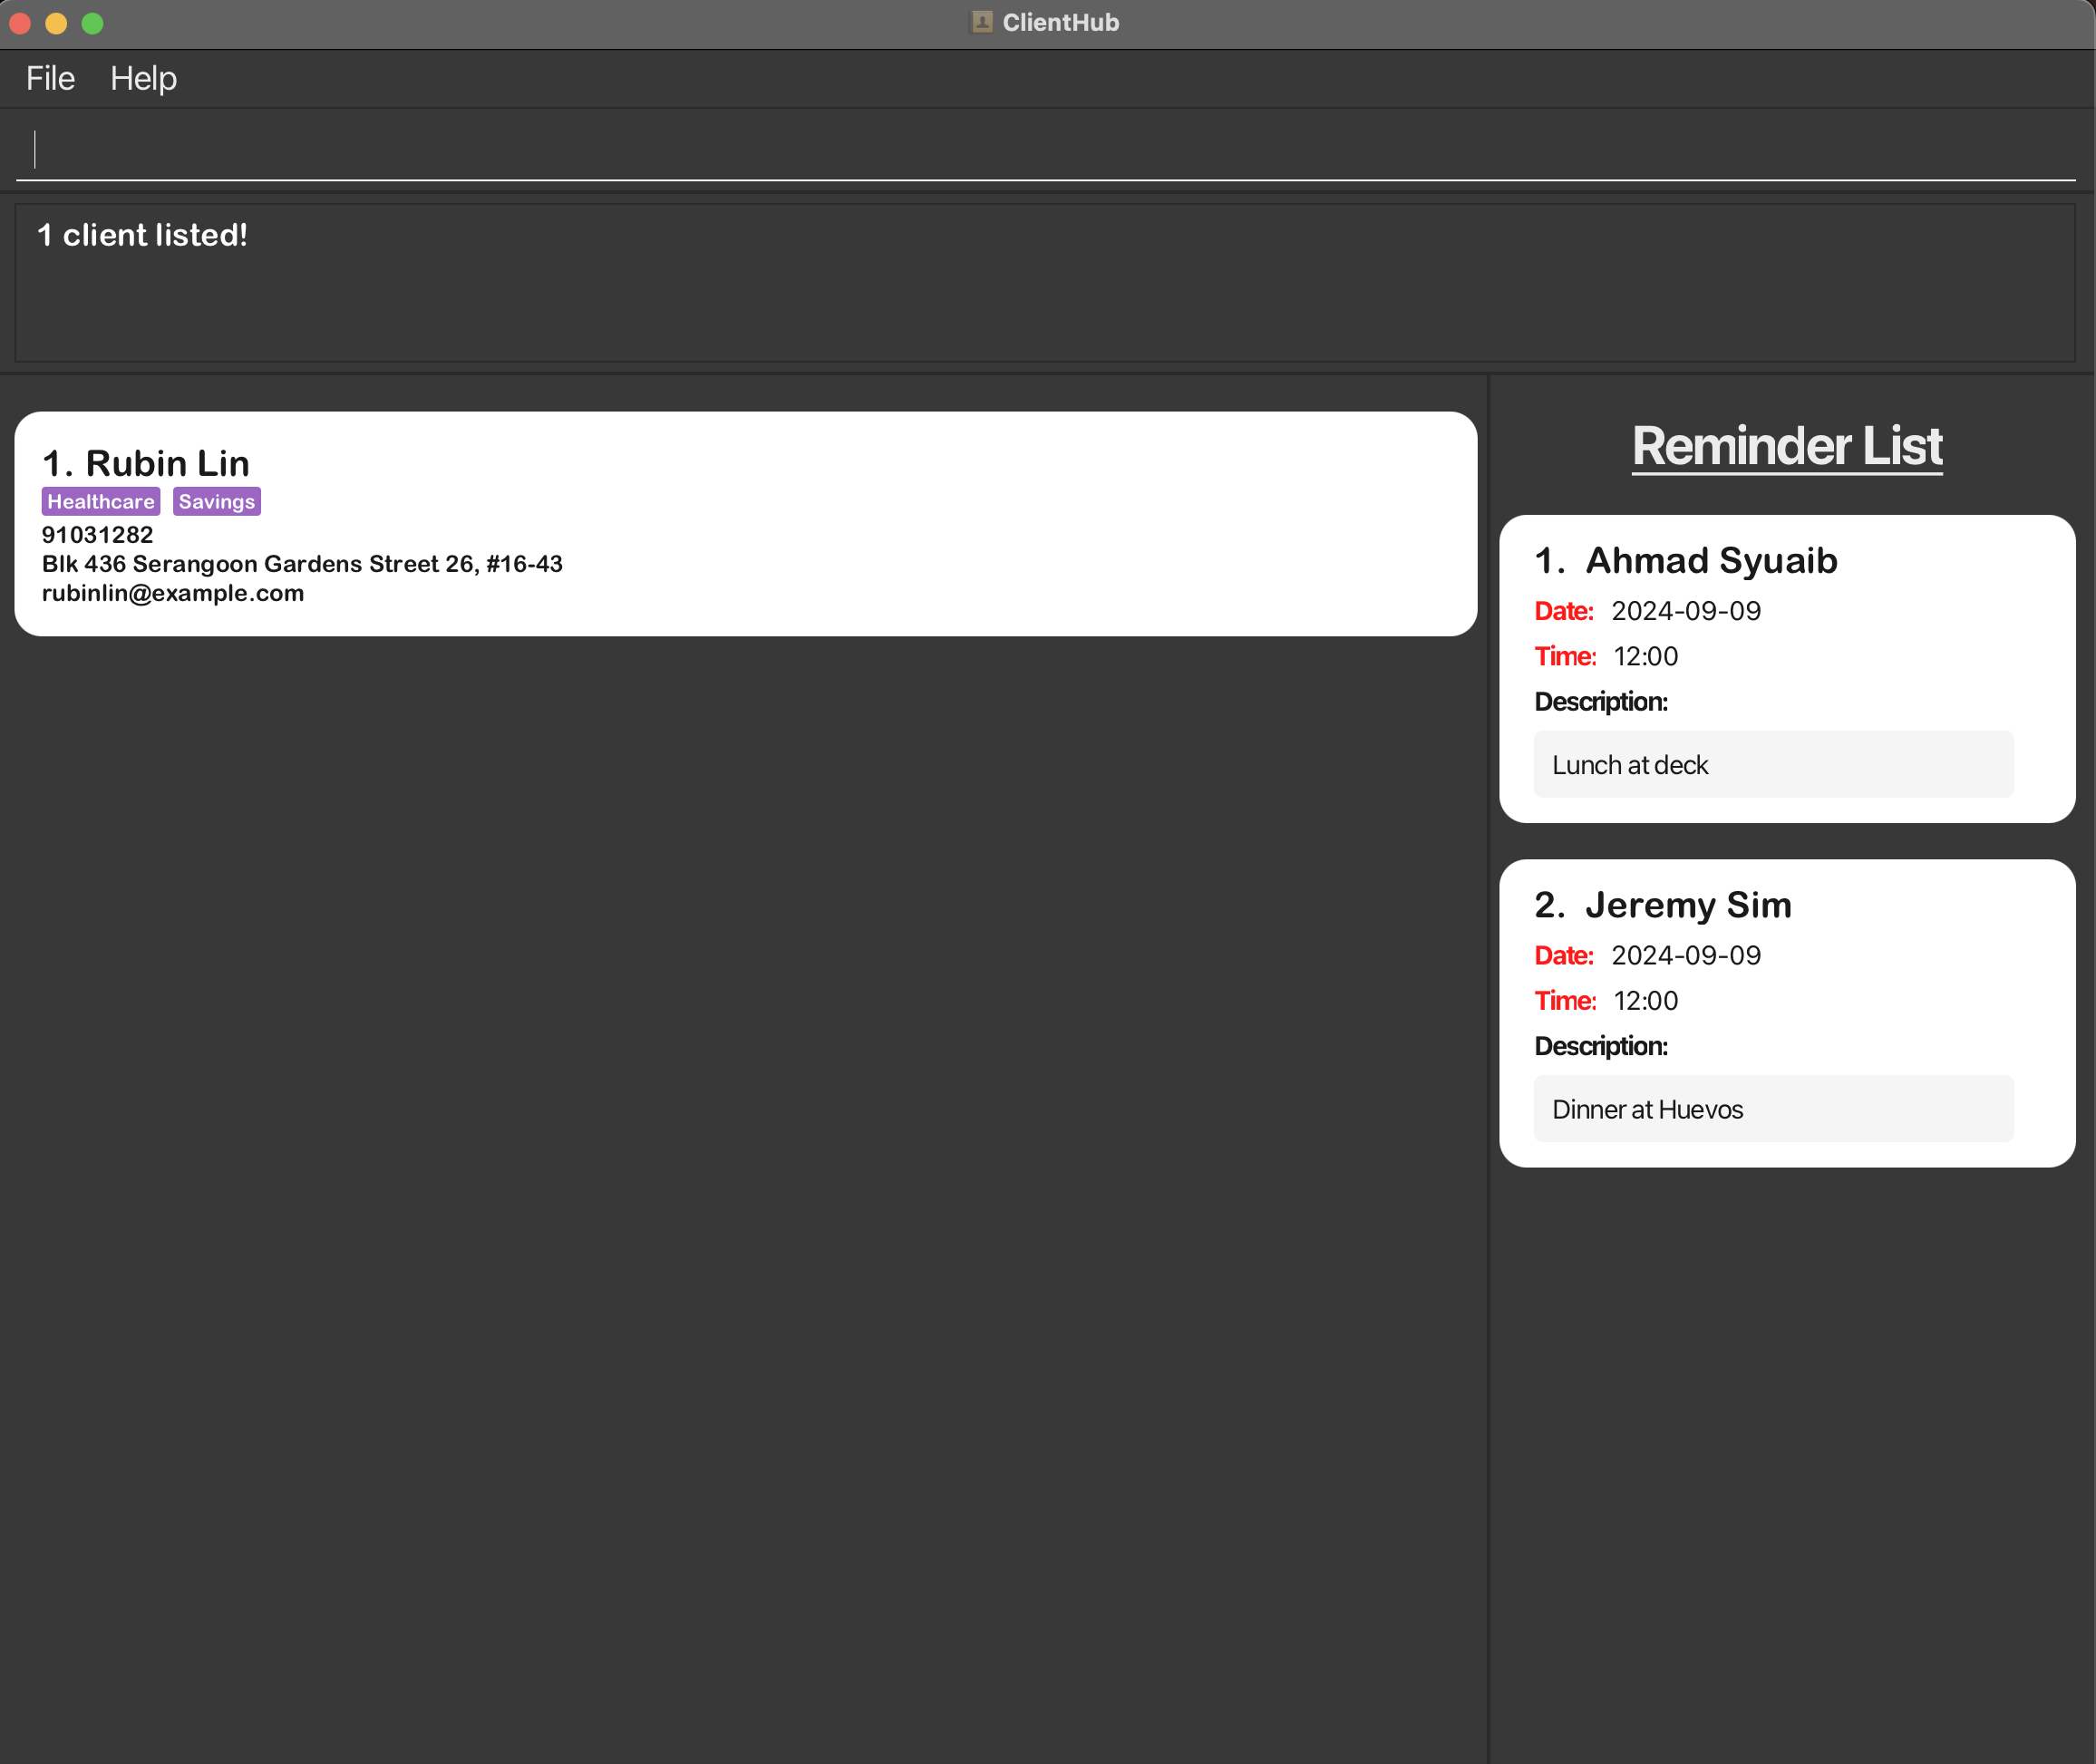 ClientHub
File Help
1 client listed!
1. Rubin Lin
Healthcare Savings
91031282
Blk 436 Serangoon Gardens Street 26, #16-43
rubinlin@example.com
Reminder List
1. Ahmad Syuaib
Date: 2024-09-09
Time: 12:00
Description:
Lunch at deck
2. Jeremy Sim
Date: 2024-09-09
Time: 12:00
Description:
Dinner at Huevos